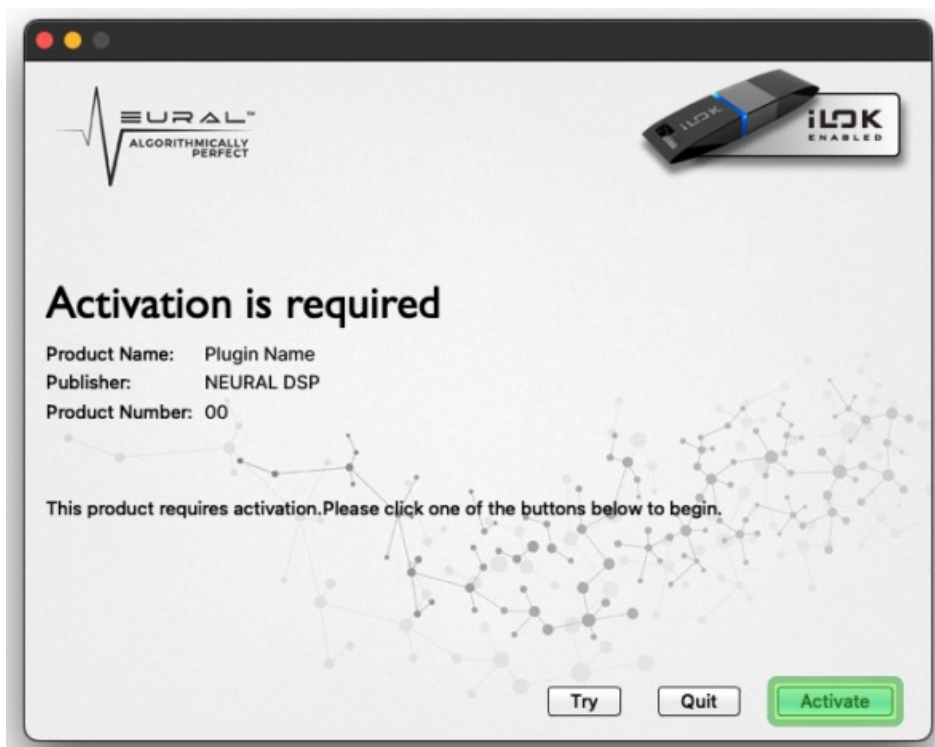 EURAL™
ALGORITHMICALLY
PERFECT
iLOK
iLOK
ENABLED
Activation is required
Product Name: Plugin Name
Publisher: NEURAL DSP
Product Number: 00
This product requires activation.Please click one of the buttons below to begin.
Try Quit Activate